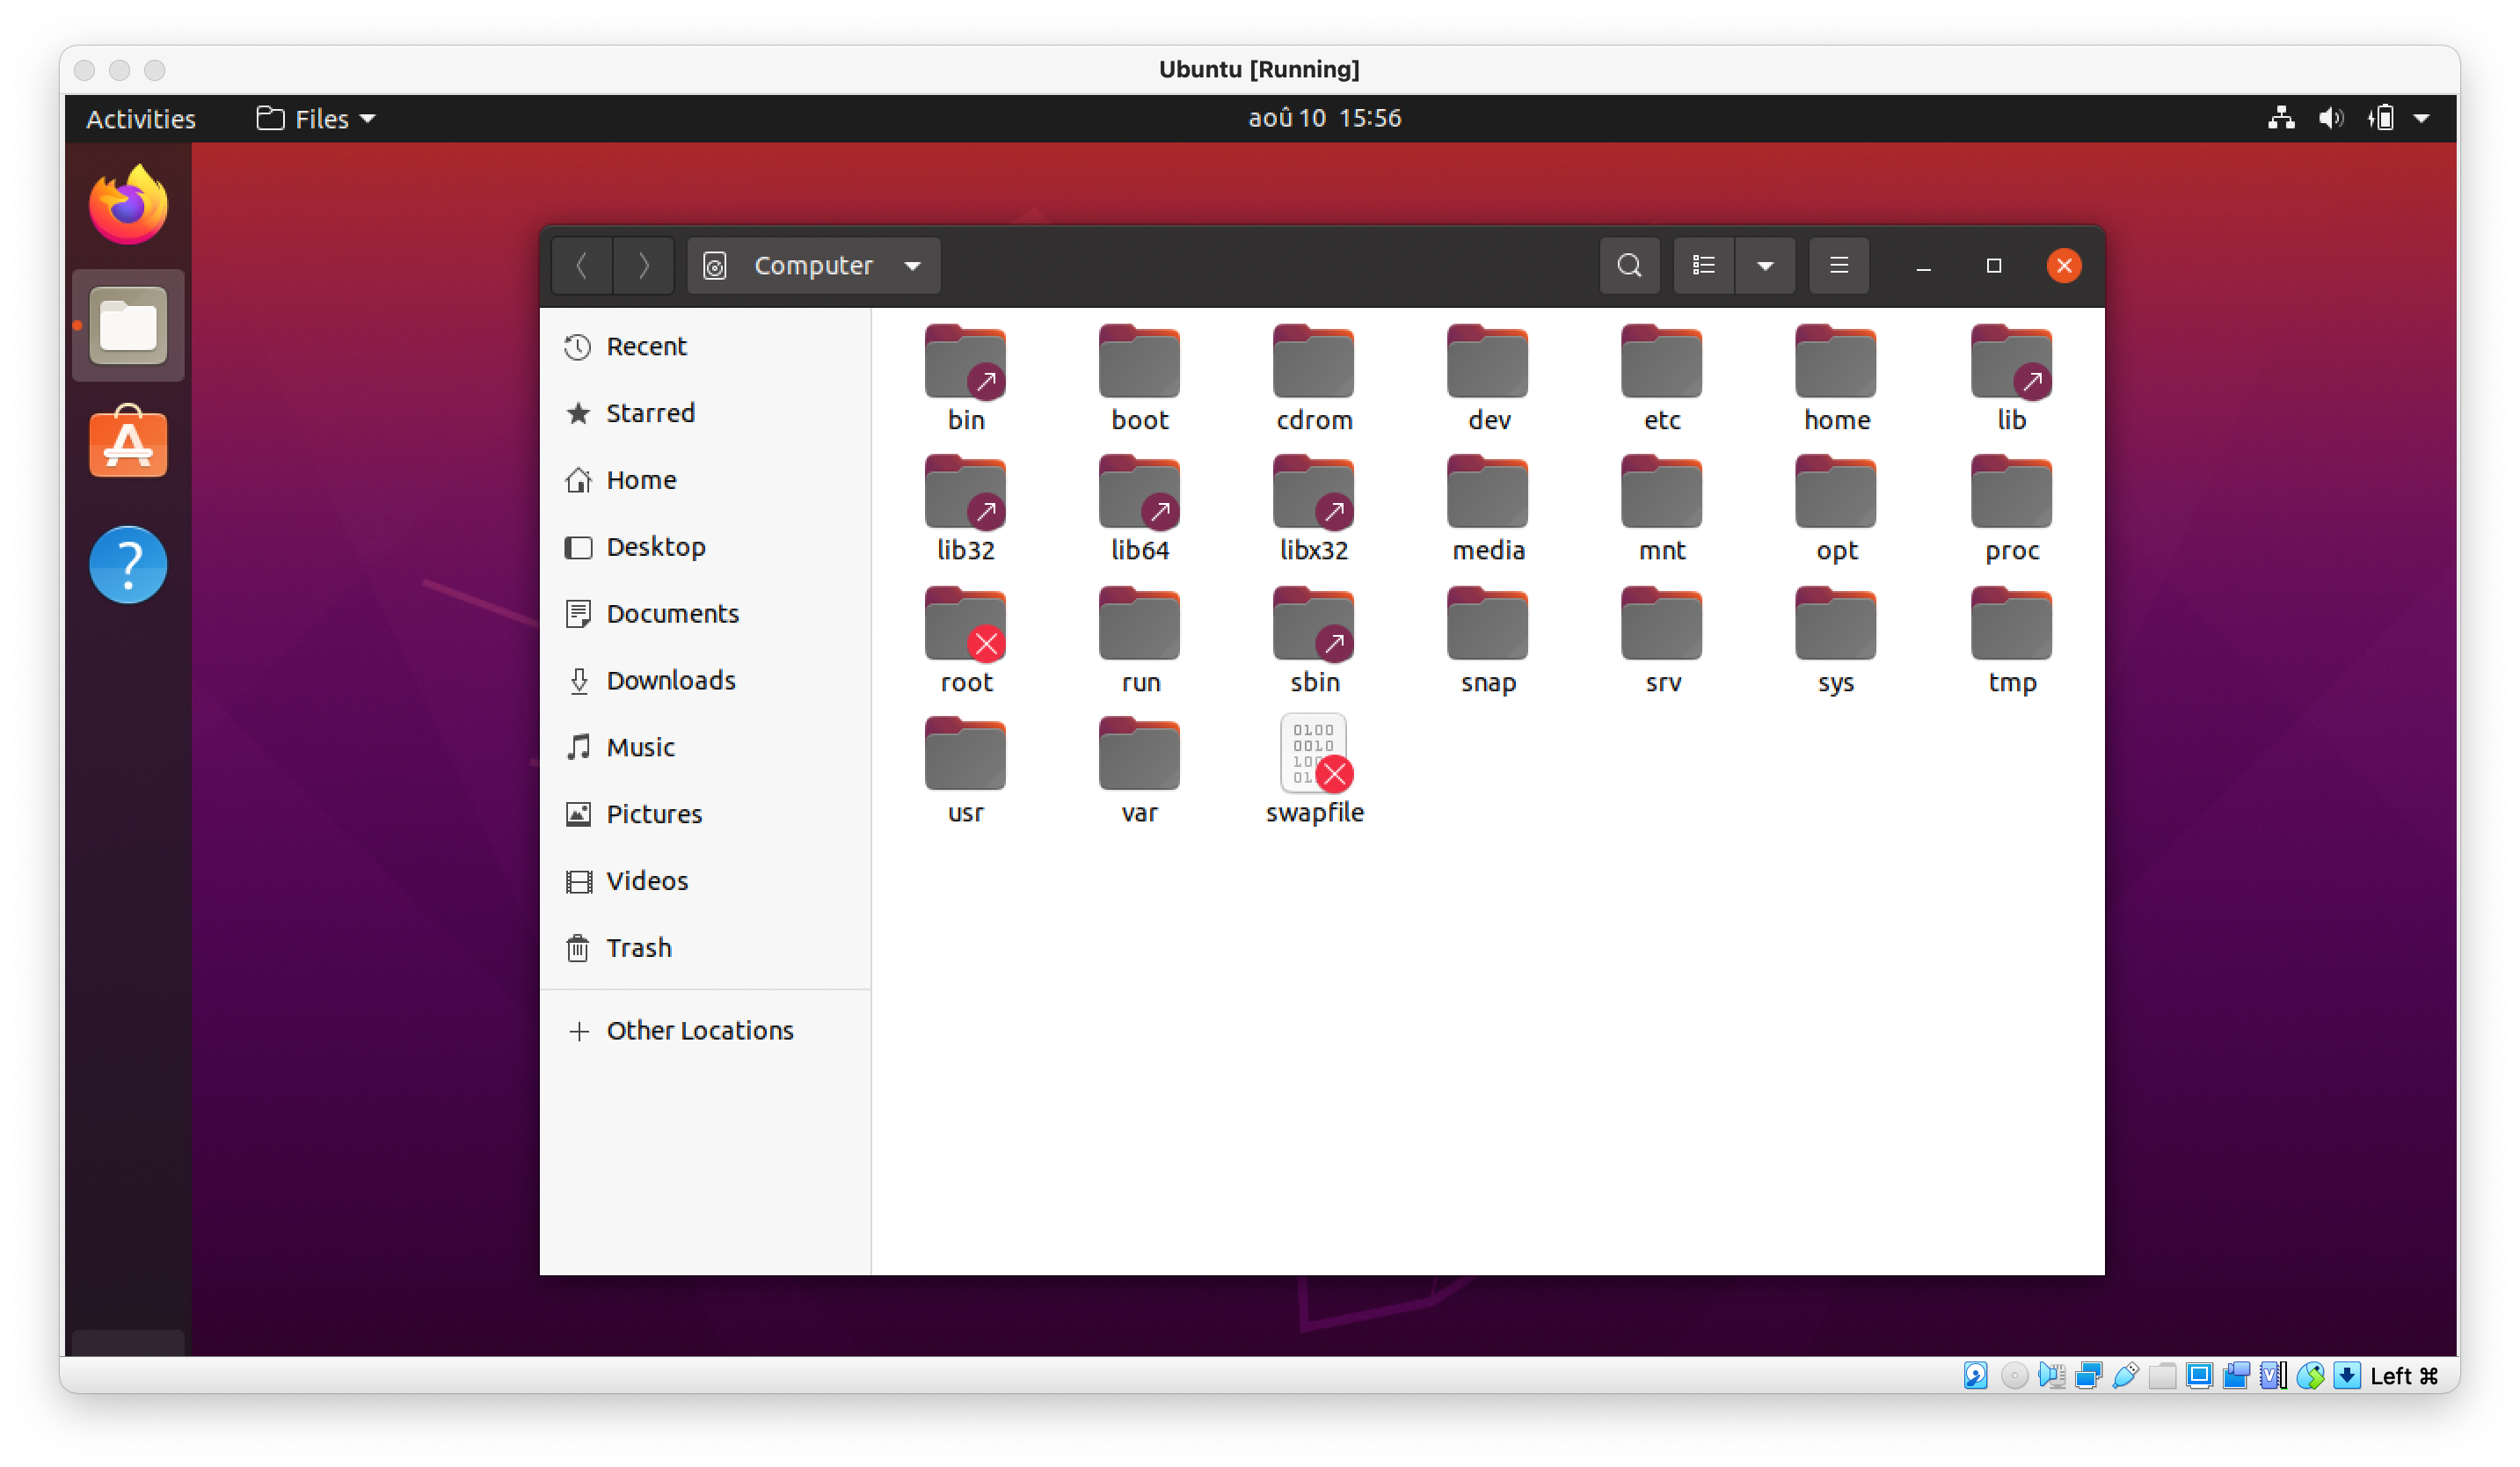 Ubuntu [Running]
Activities Files aoû 10 15:56
Computer
Recent
Starred
Home
Desktop
Documents
Downloads
Music
Pictures
Videos
Trash
Other Locations
bin boot cdrom dev etc home lib
lib32 lib64 libx32 media mnt opt proc
root run sbin snap srv sys tmp
usr var swapfile
Left ⌘